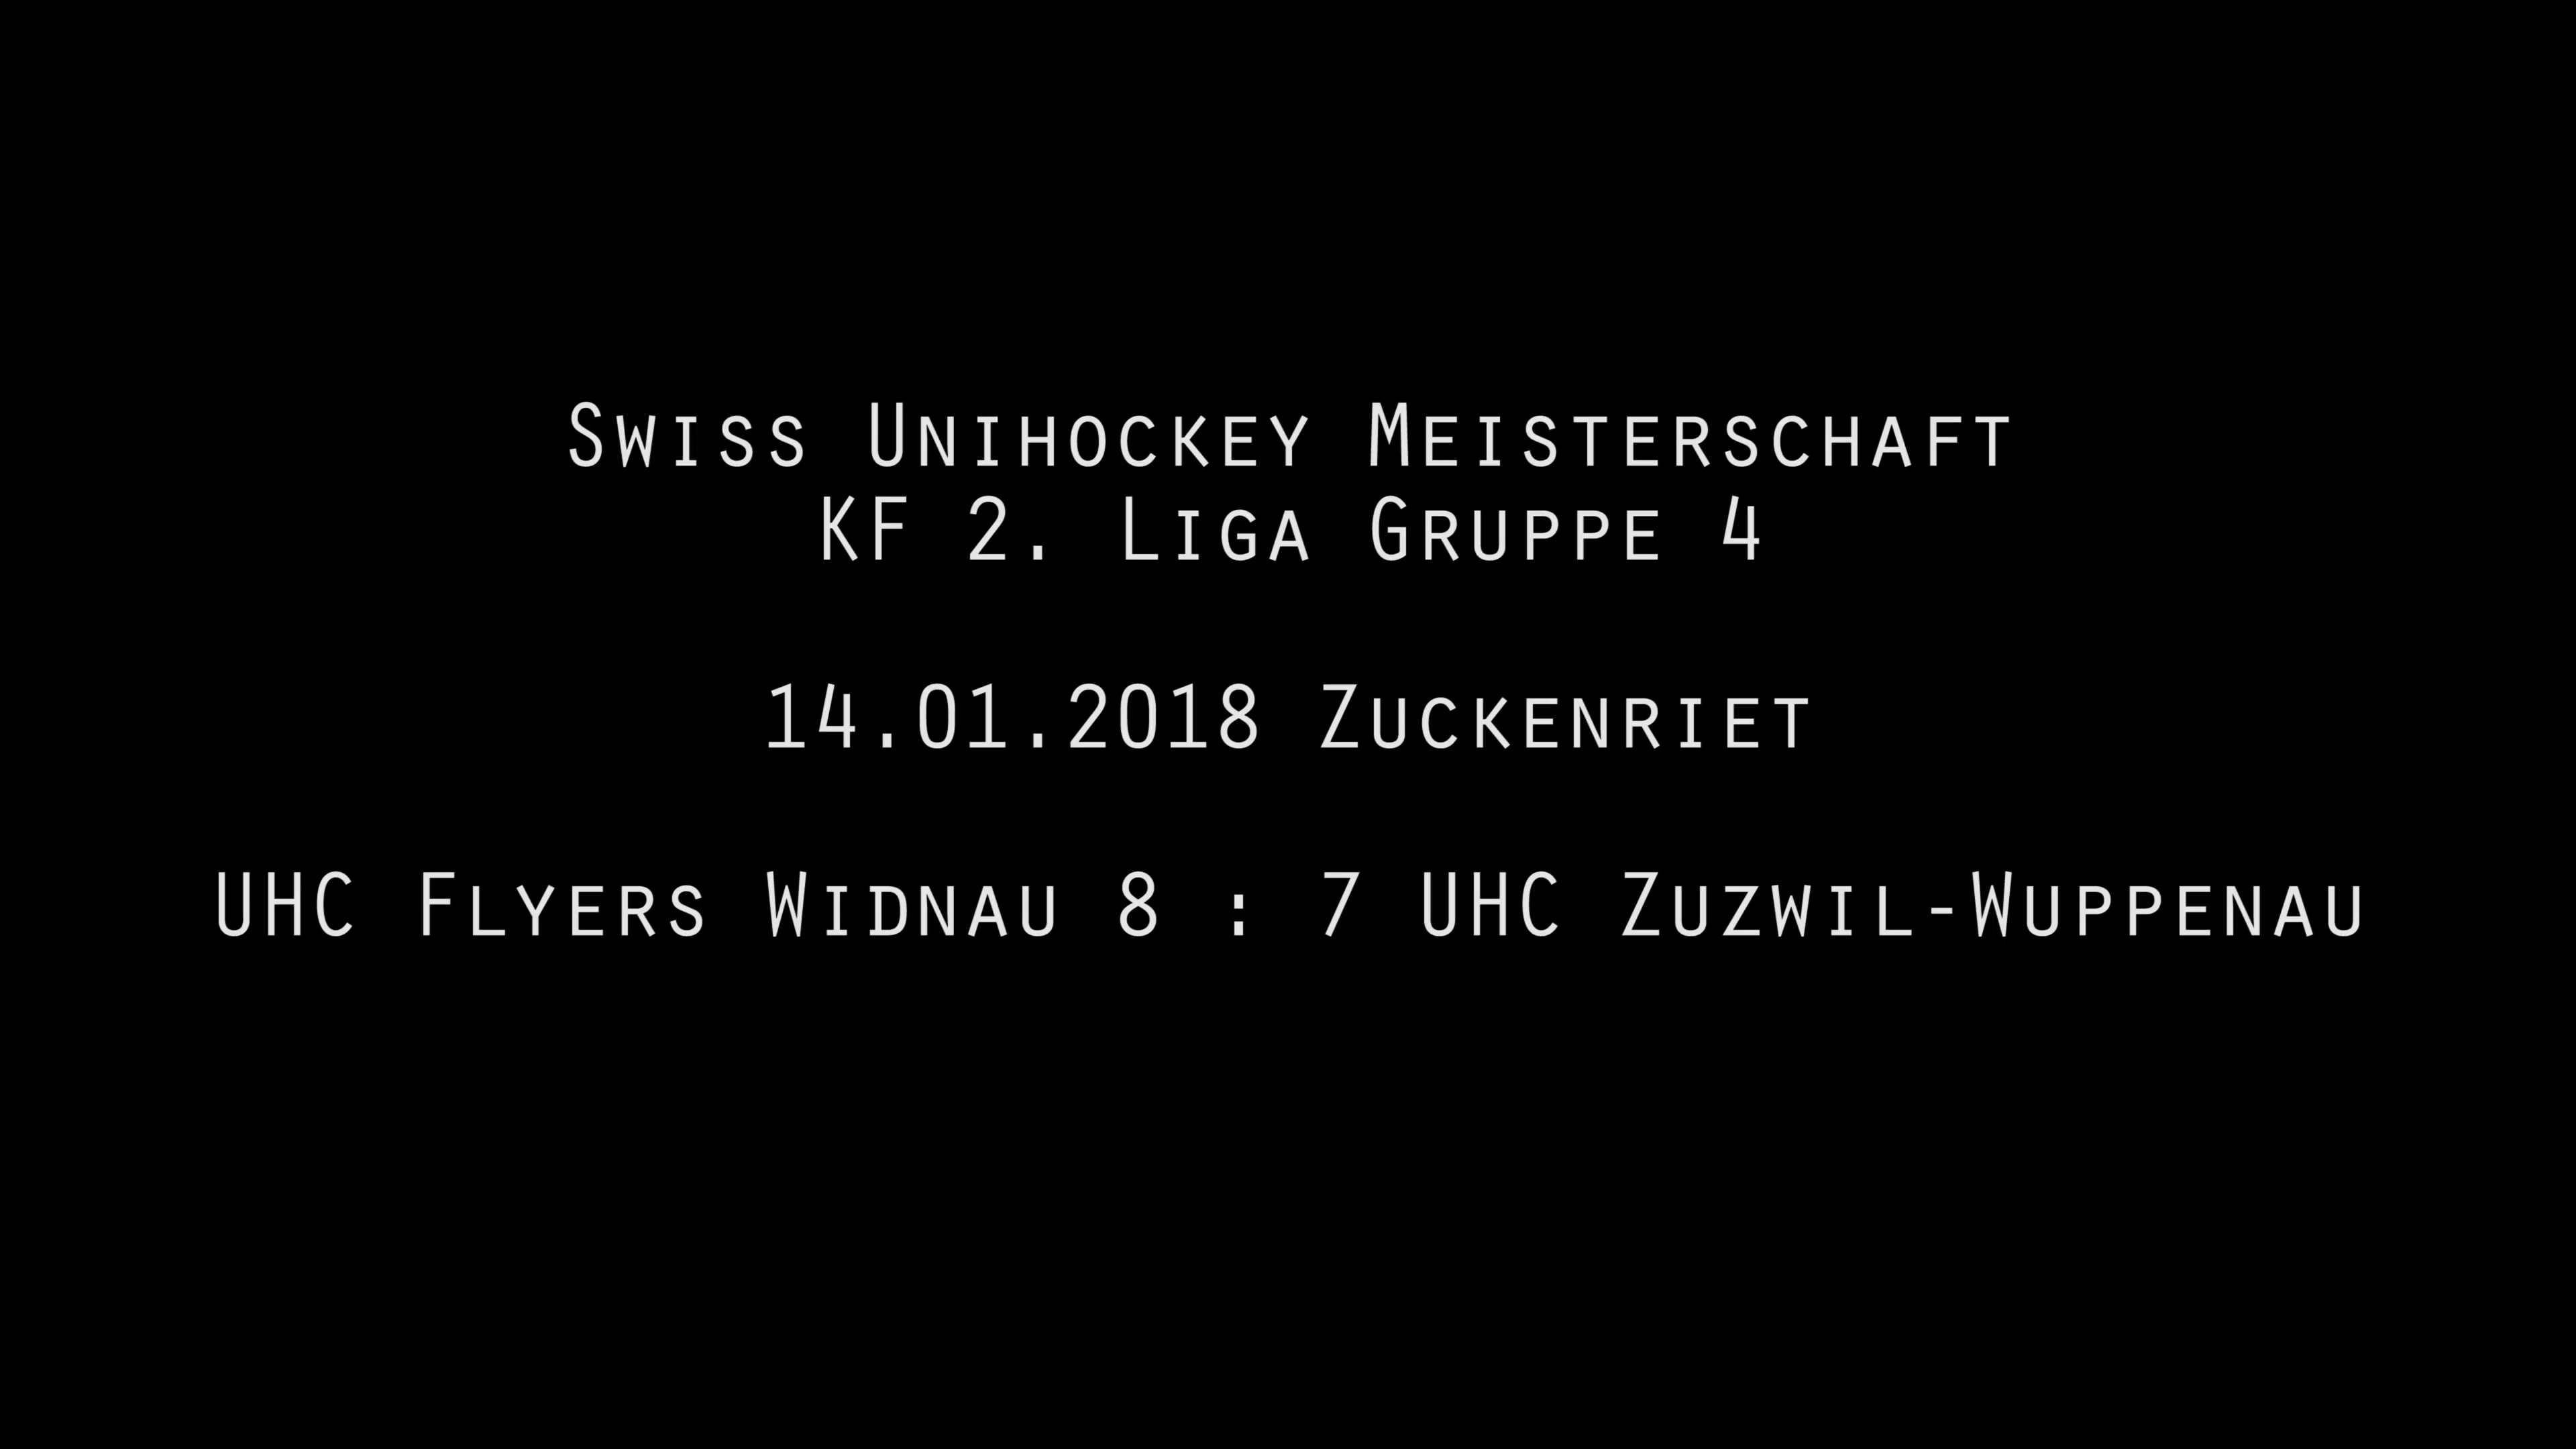 Swiss Unihockey Meisterschaft
KF 2. Liga Gruppe 4
14.01.2018 Zuckenriet
UHC Flyers Widnau 8 : 7 UHC Zuzwil-Wuppenau